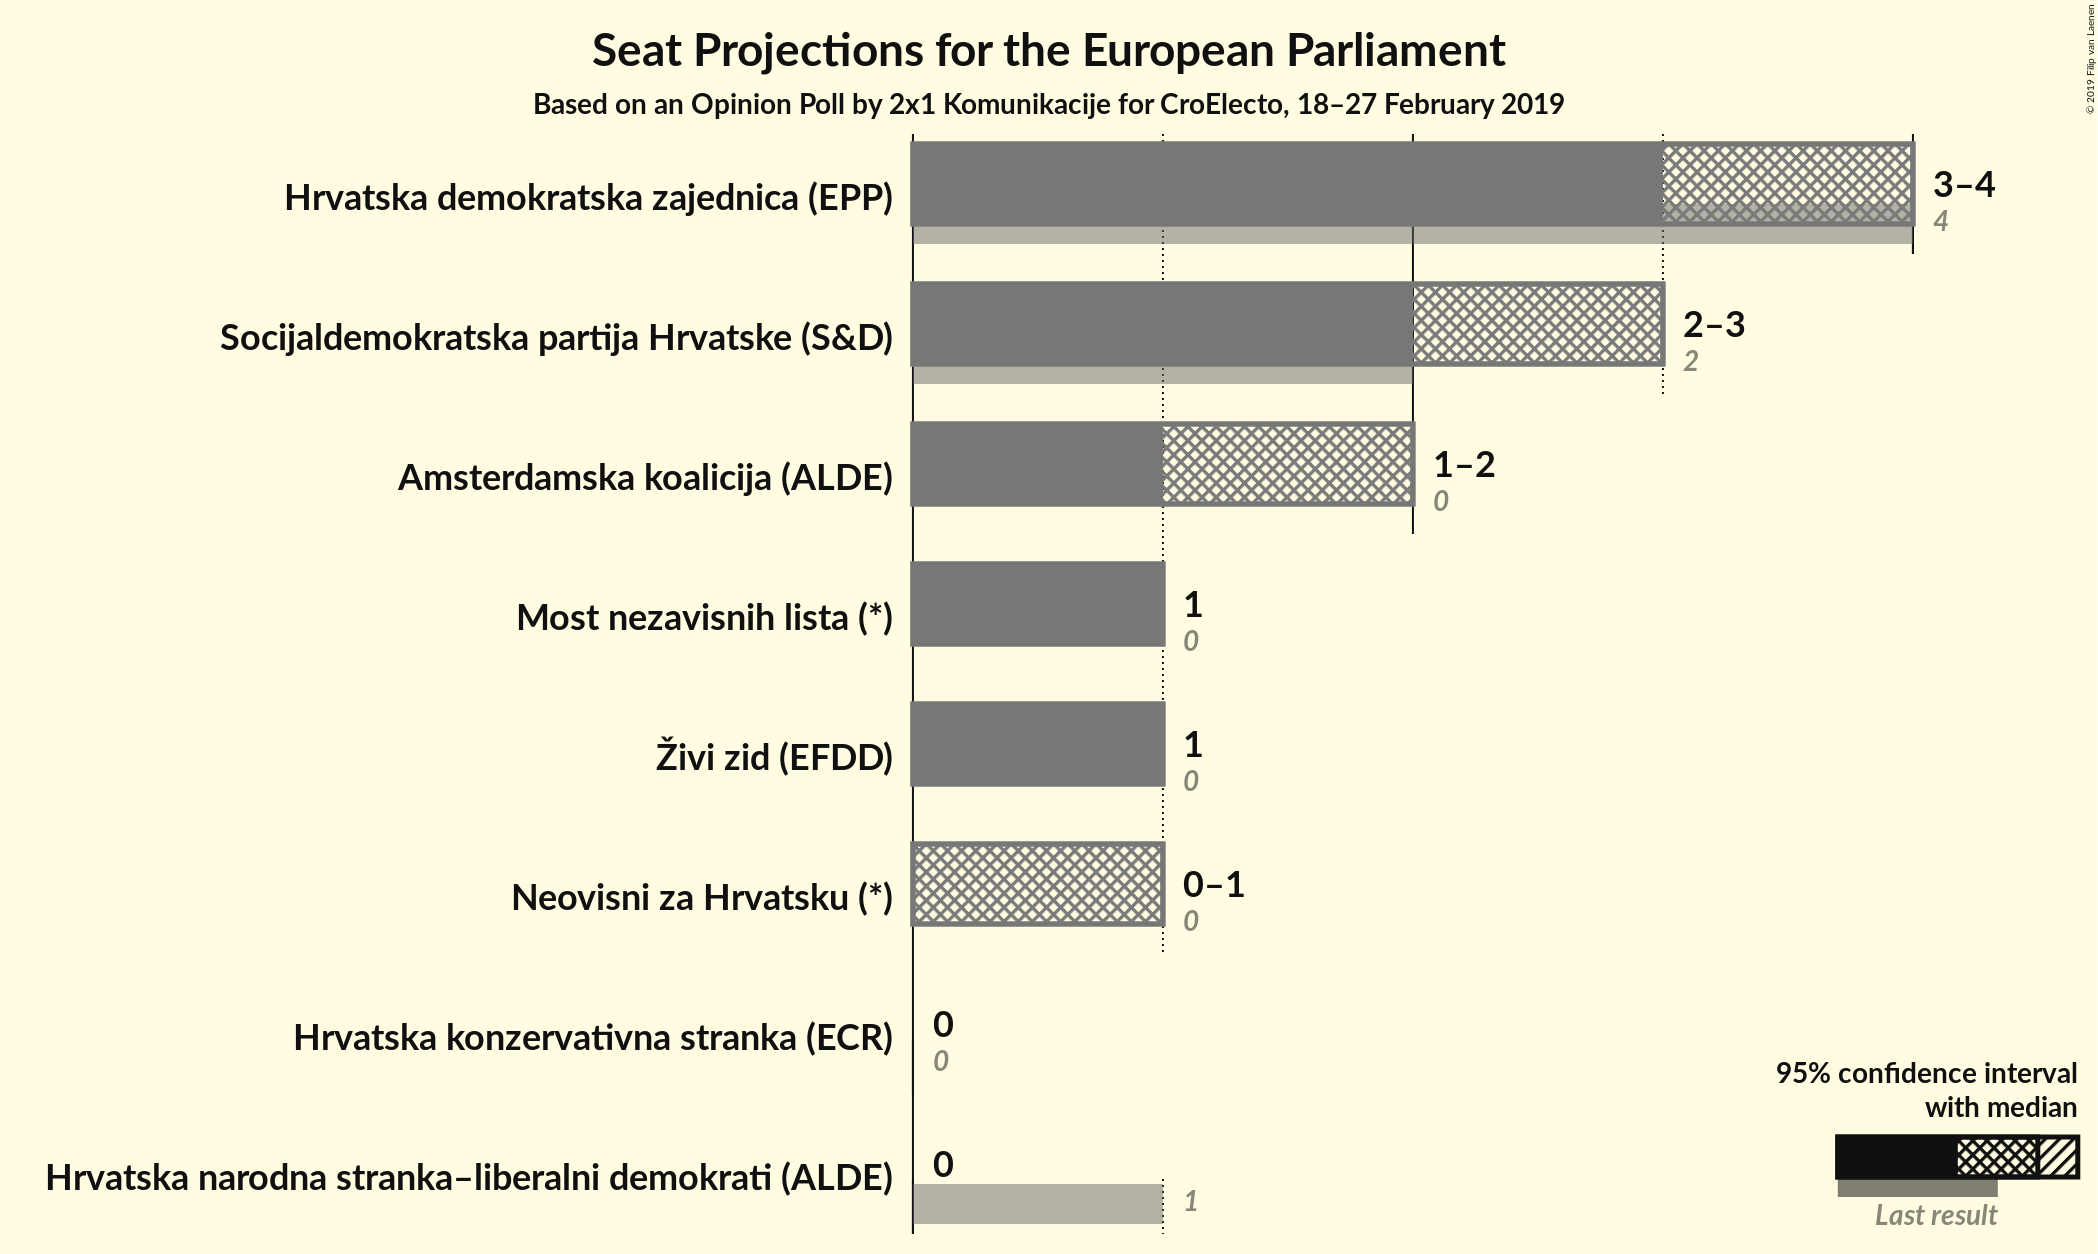 Seat Projections for the European Parliament
Based on an Opinion Poll by 2x1 Komunikacije for CroElecto, 18–27 February 2019
© 2019 Filip van Laenen
Hrvatska demokratska zajednica (EPP)
3–4
4
Socijaldemokratska partija Hrvatske (S&D)
2–3
2
Amsterdamska koalicija (ALDE)
1–2
0
Most nezavisnih lista (*)
1
0
Živi zid (EFDD)
1
0
Neovisni za Hrvatsku (*)
0–1
0
Hrvatska konzervativna stranka (ECR)
0
0
Hrvatska narodna stranka–liberalni demokrati (ALDE)
0
1
95% confidence interval
with median
Last result